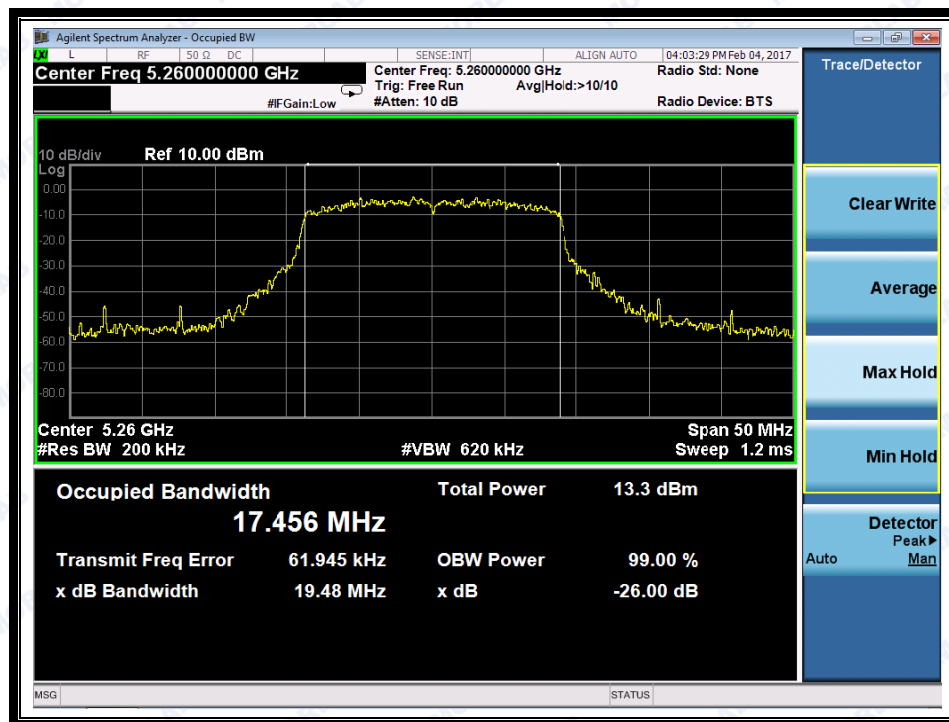 Agilent Spectrum Analyzer - Occupied BW
LXI L RF 50 Ω DC SENSE:INT ALIGN AUTO 04:03:29 PM Feb 04, 2017
Center Freq 5.260000000 GHz
Center Freq: 5.260000000 GHz
Radio Std: None
Trig: Free Run Avg|Hold:>10/10
#IFGain:Low
#Atten: 10 dB
Radio Device: BTS
10 dB/div Ref 10.00 dBm
Log
0.00
-10.0
-20.0
-30.0
-40.0
-50.0
-60.0
-70.0
-80.0
Center 5.26 GHz Span 50 MHz
#Res BW 200 kHz #VBW 620 kHz Sweep 1.2 ms
Occupied Bandwidth Total Power 13.3 dBm
17.456 MHz
Transmit Freq Error 61.945 kHz OBW Power 99.00 %
x dB Bandwidth 19.48 MHz x dB -26.00 dB
MSG STATUS
Trace/Detector
Clear Write
Average
Max Hold
Min Hold
Detector
Peak▶
Auto Man